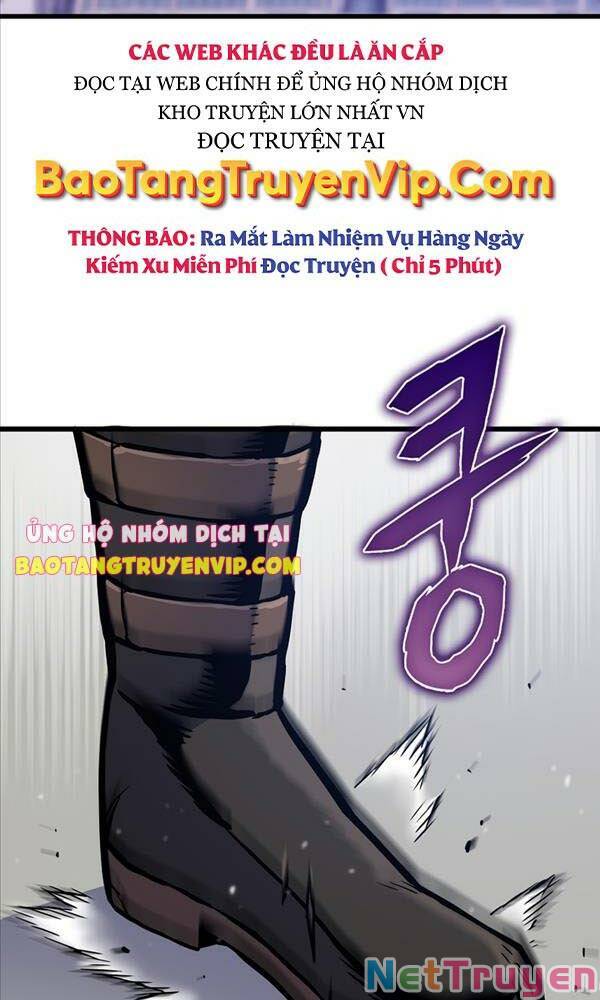 CÁC WEB KHÁC ĐỀU LÀ ĂN CẮP
ĐỌC TẠI WEB CHÍNH ĐỂ ỦNG HỘ NHÓM DỊCH
KHO TRUYỆN LỚN NHẤT VN
ĐỌC TRUYỆN TẠI
BaoTangTruyenVip.Com
THÔNG BÁO: Ra Mắt Làm Nhiệm Vụ Hàng Ngày
Kiếm Xu Miễn Phí Đọc Truyện ( Chỉ 5 Phút)
쿵
ỦNG HỘ NHÓM DỊCH TẠI
BAOTANGTRUYENVIP.COM
NetTruyen